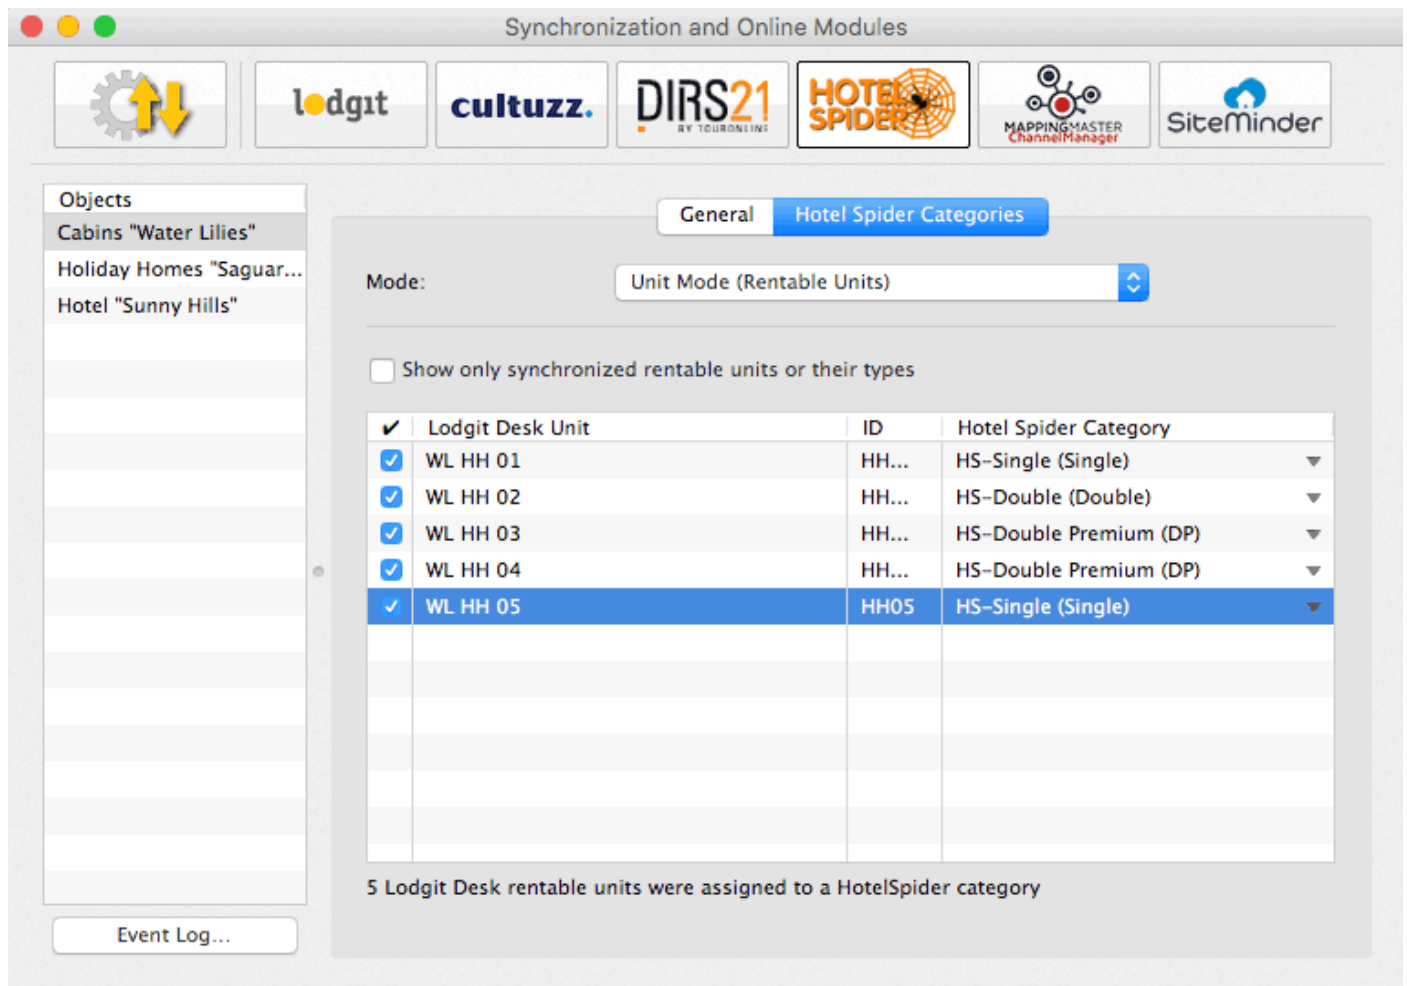 Synchronization and Online Modules
lodgit
cultuzz.
DIRS21
BY TOURONLINE
HOTEL
SPIDER
MAPPINGMASTER
ChannelManager
SiteMinder
Objects
Cabins "Water Lilies"
Holiday Homes "Saguar...
Hotel "Sunny Hills"
General Hotel Spider Categories
Mode: Unit Mode (Rentable Units)
Show only synchronized rentable units or their types
✔ Lodgit Desk Unit ID Hotel Spider Category
WL HH 01 HH... HS-Single (Single)
WL HH 02 HH... HS-Double (Double)
WL HH 03 HH... HS-Double Premium (DP)
WL HH 04 HH... HS-Double Premium (DP)
WL HH 05 HH05 HS-Single (Single)
5 Lodgit Desk rentable units were assigned to a HotelSpider category
Event Log...